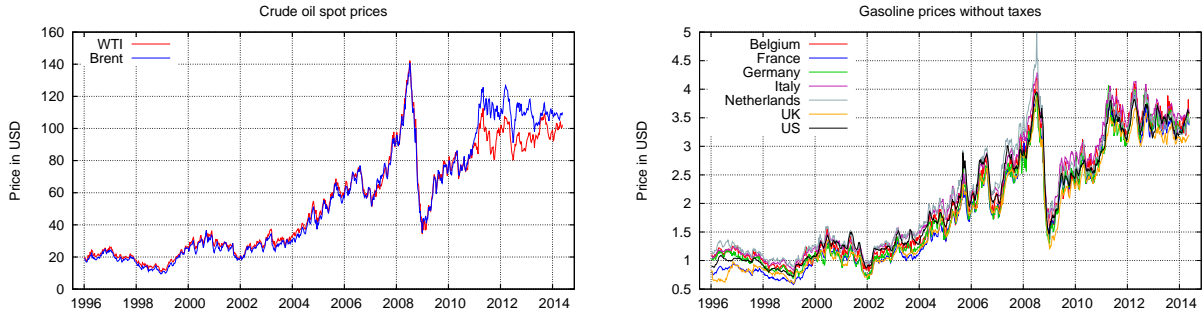 Crude oil spot prices
Price in USD
160
140
120
100
80
60
40
20
0
WTI
Brent
1996 1998 2000 2002 2004 2006 2008 2010 2012 2014
Gasoline prices without taxes
Price in USD
5
4.5
4
3.5
3
2.5
2
1.5
1
0.5
Belgium
France
Germany
Italy
Netherlands
UK
US
1996 1998 2000 2002 2004 2006 2008 2010 2012 2014